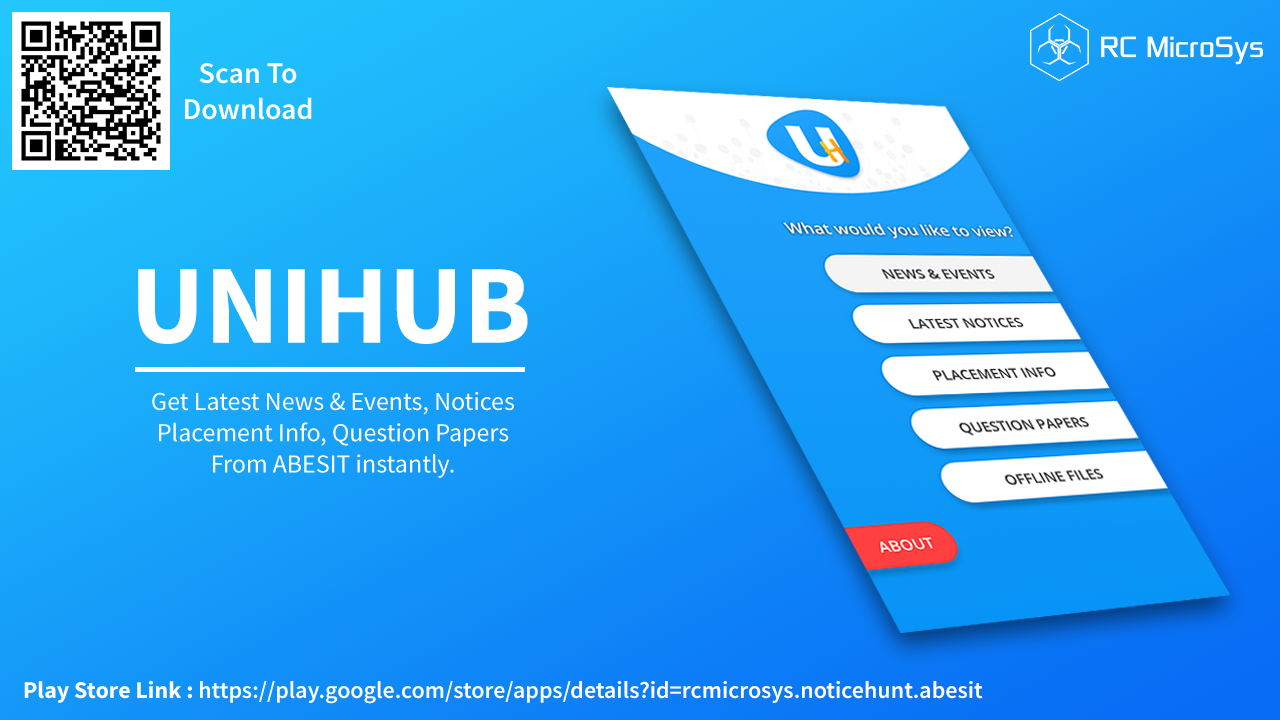 Scan To
Download
RC MicroSys
UH
What would you like to view?
NEWS & EVENTS
LATEST NOTICES
PLACEMENT INFO
QUESTION PAPERS
OFFLINE FILES
ABOUT
UNIHUB
Get Latest News & Events, Notices
Placement Info, Question Papers
From ABESIT instantly.
Play Store Link : https://play.google.com/store/apps/details?id=rcmicrosys.noticehunt.abesit